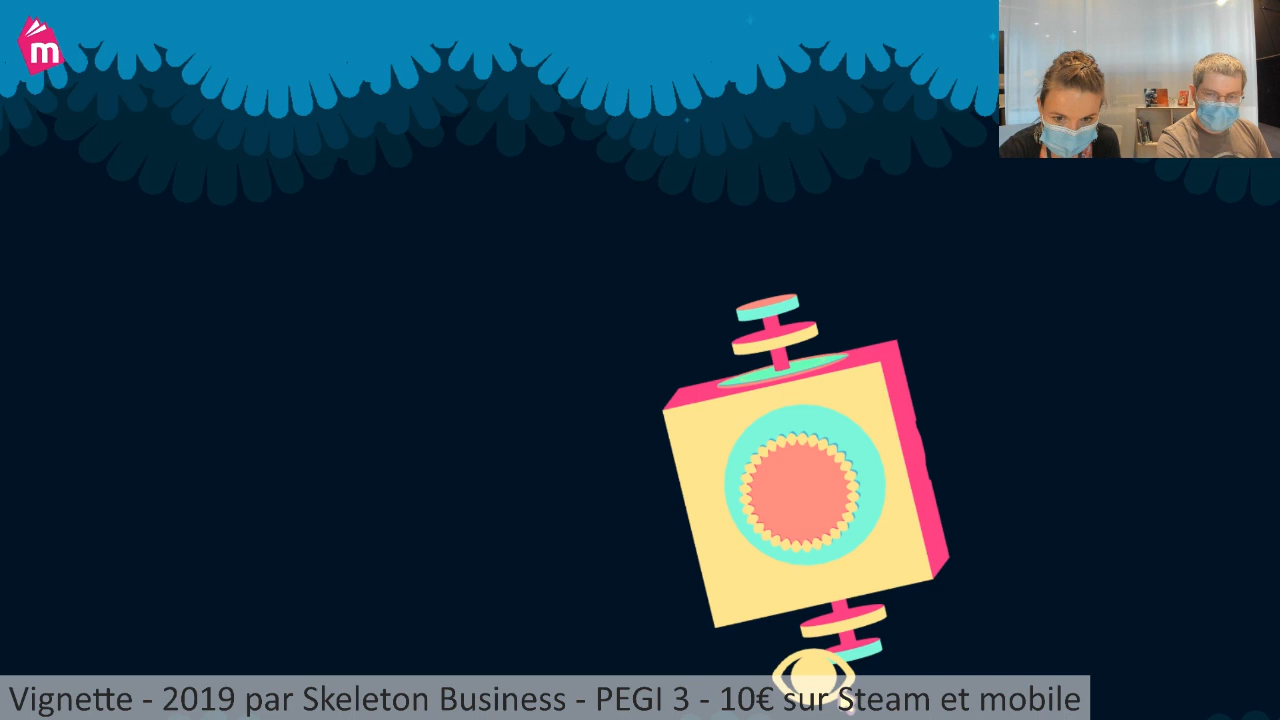 m
Vignette - 2019 par Skeleton Business - PEGI 3 - 10€ sur Steam et mobile